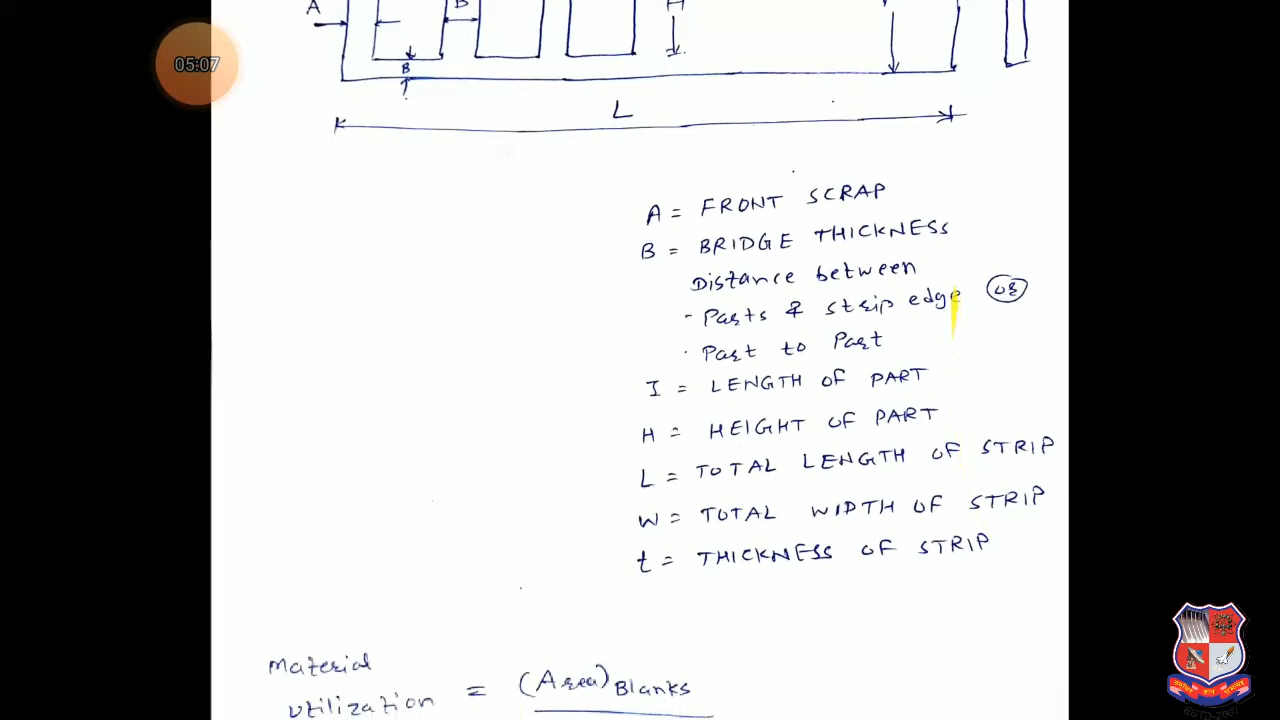 A
B
H
05:07
B
L
A = FRONT SCRAP
B = BRIDGE THICKNESS
Distance between
- Parts & strip edge OR
· Part to Part
I = LENGTH OF PART
H = HEIGHT OF PART
L = TOTAL LENGTH OF STRIP
W = TOTAL WIDTH OF STRIP
t = THICKNESS OF STRIP
Material
utilization = (Area) Blanks